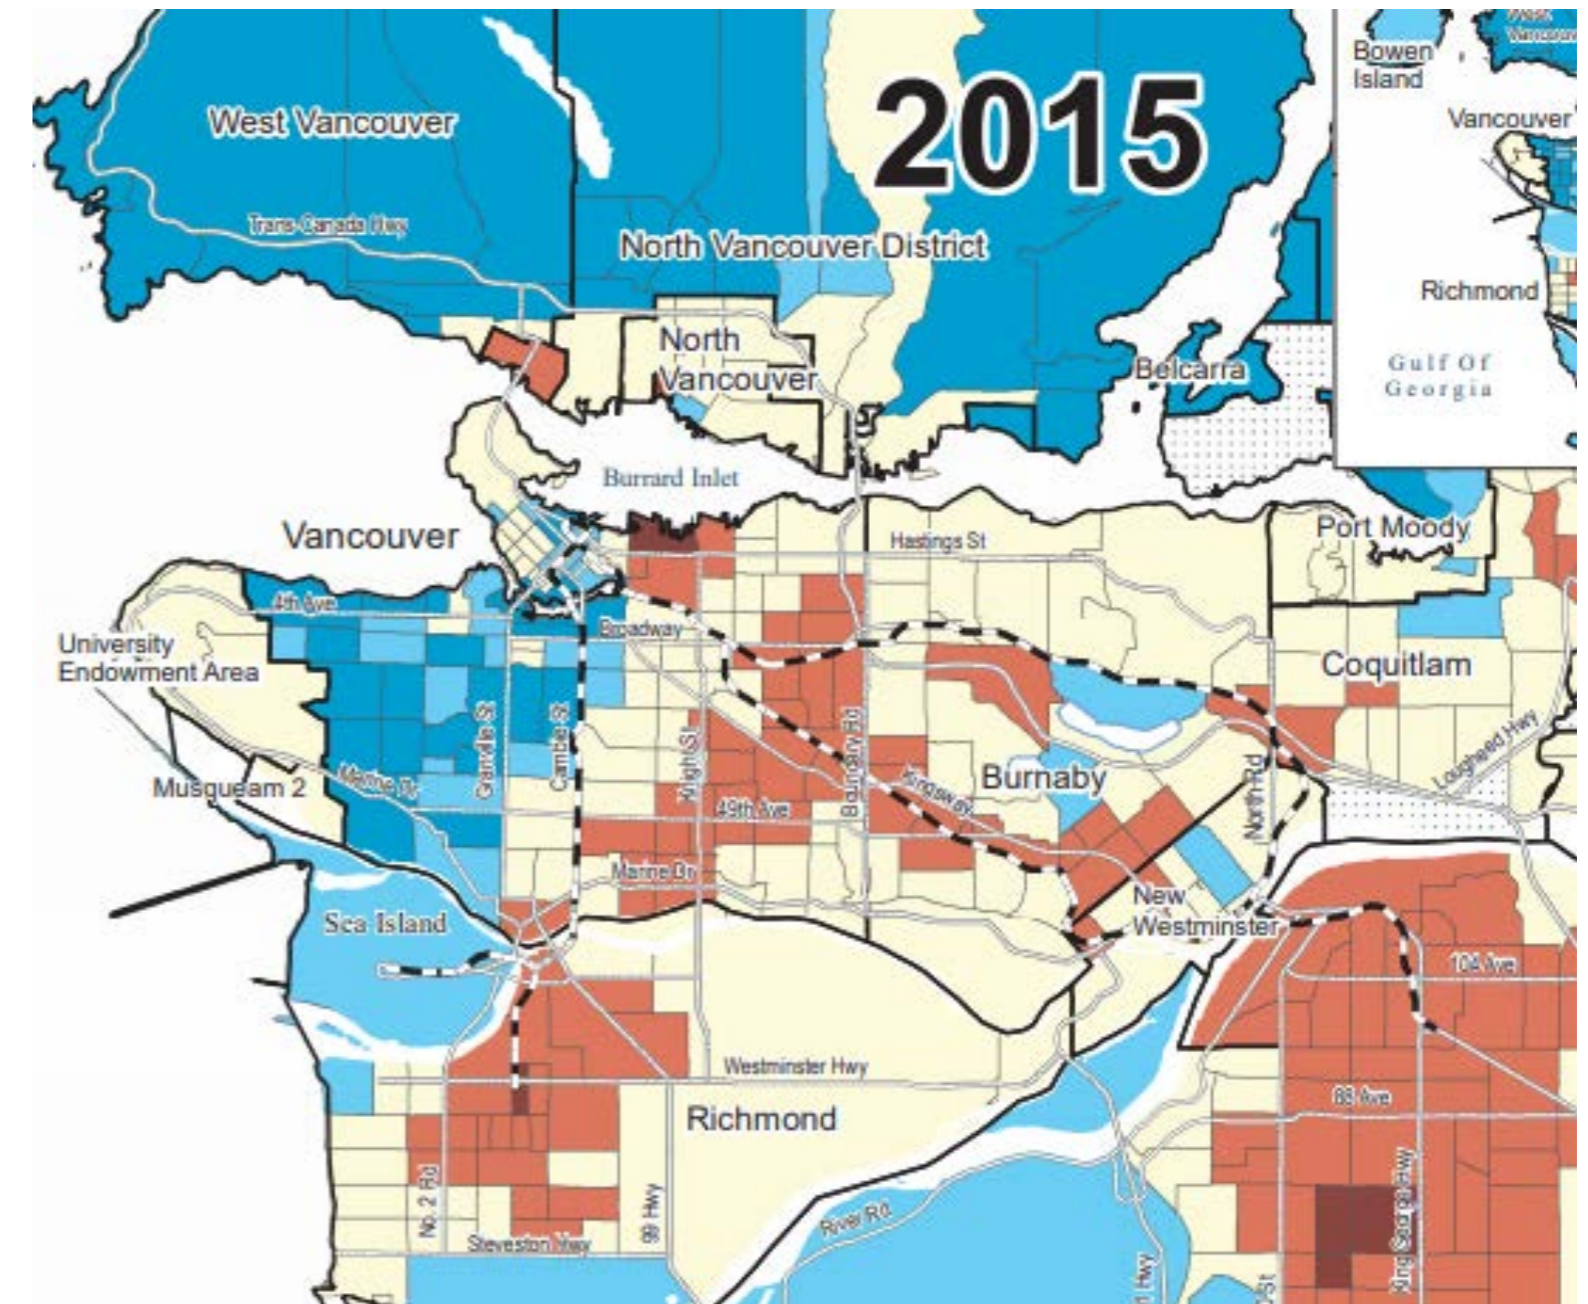 2015
West Vancouver
Trans-Canada Hwy
North Vancouver District
North
Vancouver
Belcarra
Burrard Inlet
Bowen
Island
West
Vancouver
Richmond
Gulf Of
Georgia
Vancouver
Hastings St
Port Moody
4th Ave
Broadway
University
Endowment Area
Coquitlam
Granville St
Cambie St
Knight St
Boundary Rd
Kingsway
Burnaby
North Rd
Lougheed Hwy
Musqueam 2
Marine Dr
49th Ave
Marine Dr
Sea Island
New
Westminster
104 Ave
Westminster Hwy
88 Ave
Richmond
No. 2 Rd
99 Hwy
Steveston Hwy
River Rd
King George Hwy
Hwy
St